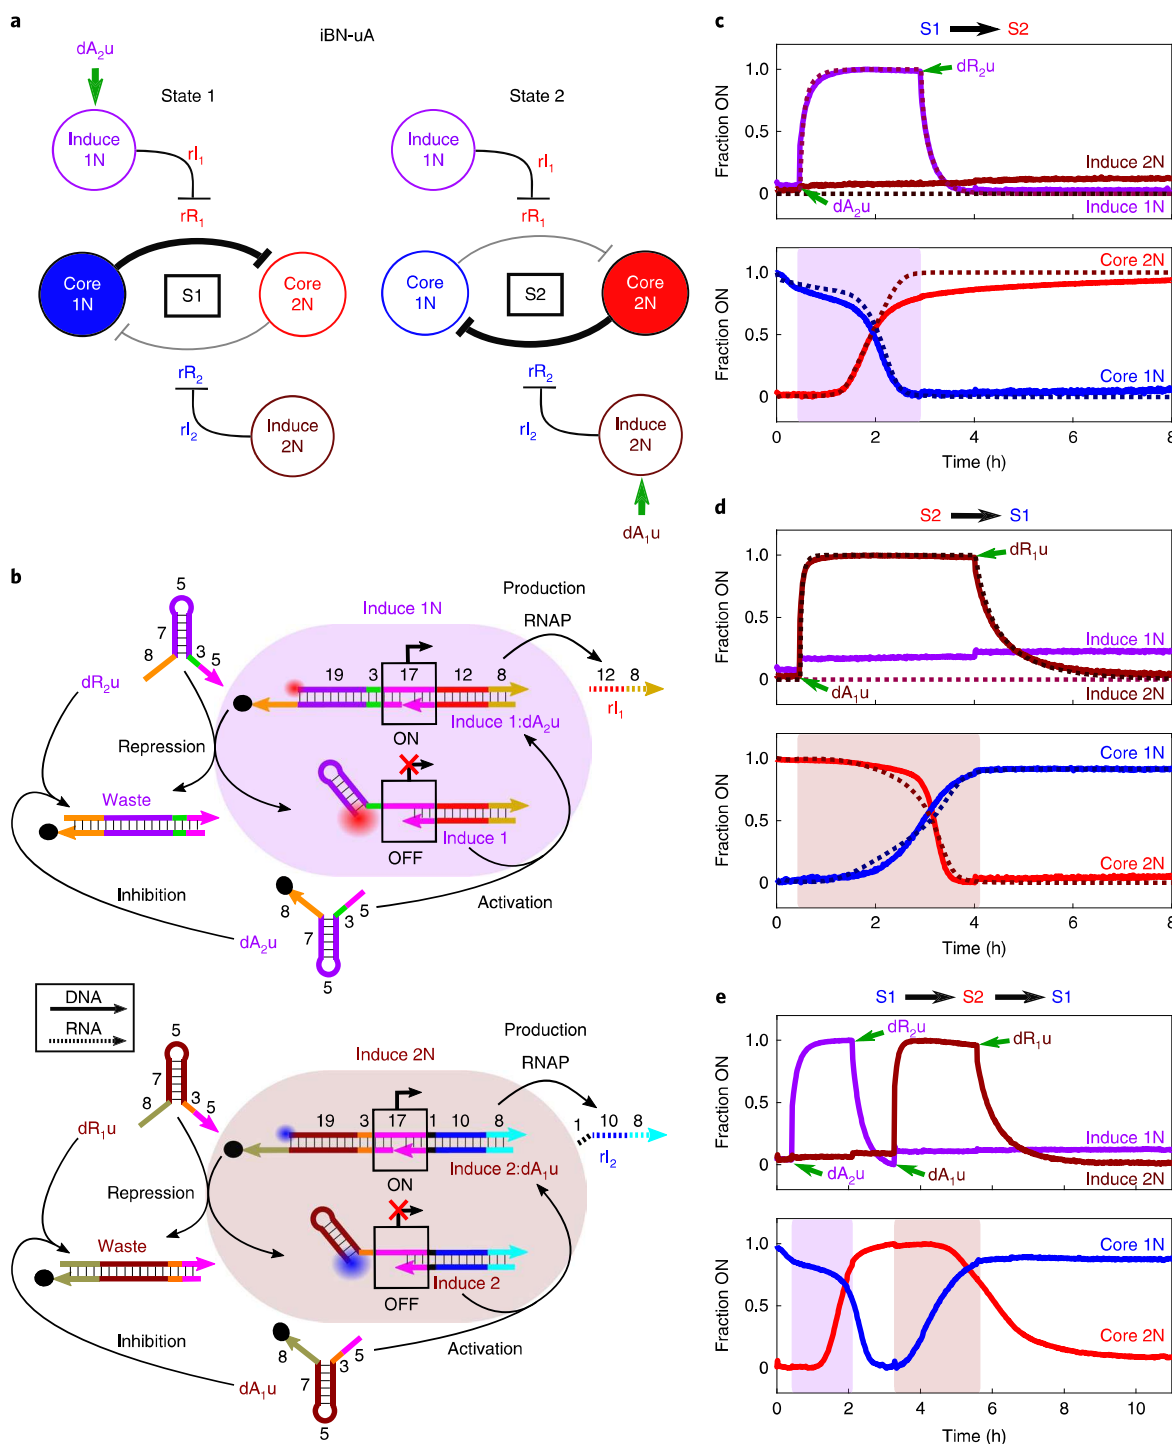 a
iBN-uA
dA₂u
State 1
State 2
Induce 1N
rI₁
rR₁
Core 1N
S1
Core 2N
rR₂
rI₂
Induce 2N
Induce 1N
rI₁
rR₁
Core 1N
S2
Core 2N
rR₂
rI₂
Induce 2N
dA₁u
b
5
7
8
3
5
dR₂u
Induce 1N
Production
RNAP
19
3
17
12
8
12
8
rI₁
Induce 1:dA₂u
ON
Repression
Waste
Induce 1
OFF
Inhibition
8
7
3
5
5
dA₂u
Activation
DNA
RNA
5
7
8
3
5
dR₁u
Induce 2N
Production
RNAP
19
3
17
1
10
8
1
10
8
rI₂
Induce 2:dA₁u
ON
Repression
Waste
Induce 2
OFF
Inhibition
8
7
3
5
5
dA₁u
Activation
c
S1
S2
Fraction ON
1.0
0.5
0
dR₂u
dA₂u
Induce 2N
Induce 1N
Fraction ON
1.0
0.5
0
Core 2N
Core 1N
0
2
4
6
8
Time (h)
d
S2
S1
Fraction ON
1.0
0.5
0
dR₁u
dA₁u
Induce 1N
Induce 2N
Fraction ON
1.0
0.5
0
Core 1N
Core 2N
0
2
4
6
8
Time (h)
e
S1
S2
S1
Fraction ON
1.0
0.5
0
dR₂u
dR₁u
dA₂u
dA₁u
Induce 1N
Induce 2N
Fraction ON
1.0
0.5
0
Core 1N
Core 2N
0
2
4
6
8
10
Time (h)